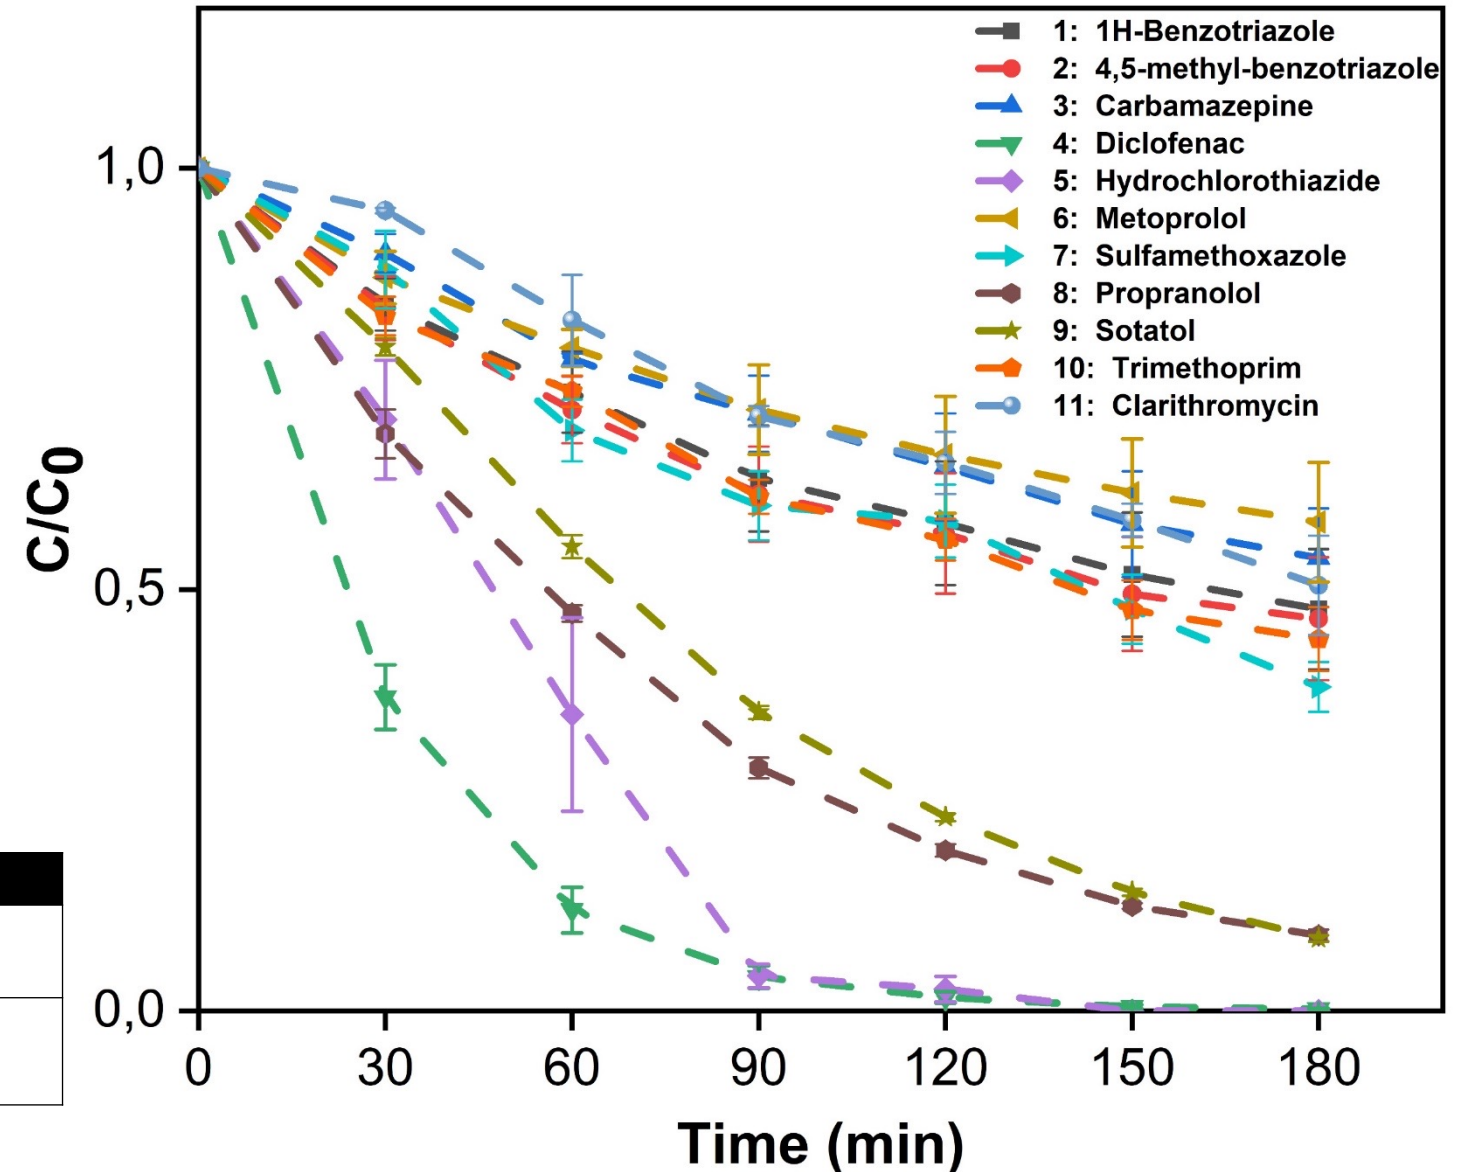 1: 1H-Benzotriazole
2: 4,5-methyl-benzotriazole
3: Carbamazepine
4: Diclofenac
5: Hydrochlorothiazide
6: Metoprolol
7: Sulfamethoxazole
8: Propranolol
9: Sotatol
10: Trimethoprim
11: Clarithromycin
1,0
0,5
0,0
C/C0
0 30 60 90 120 150 180
Time (min)